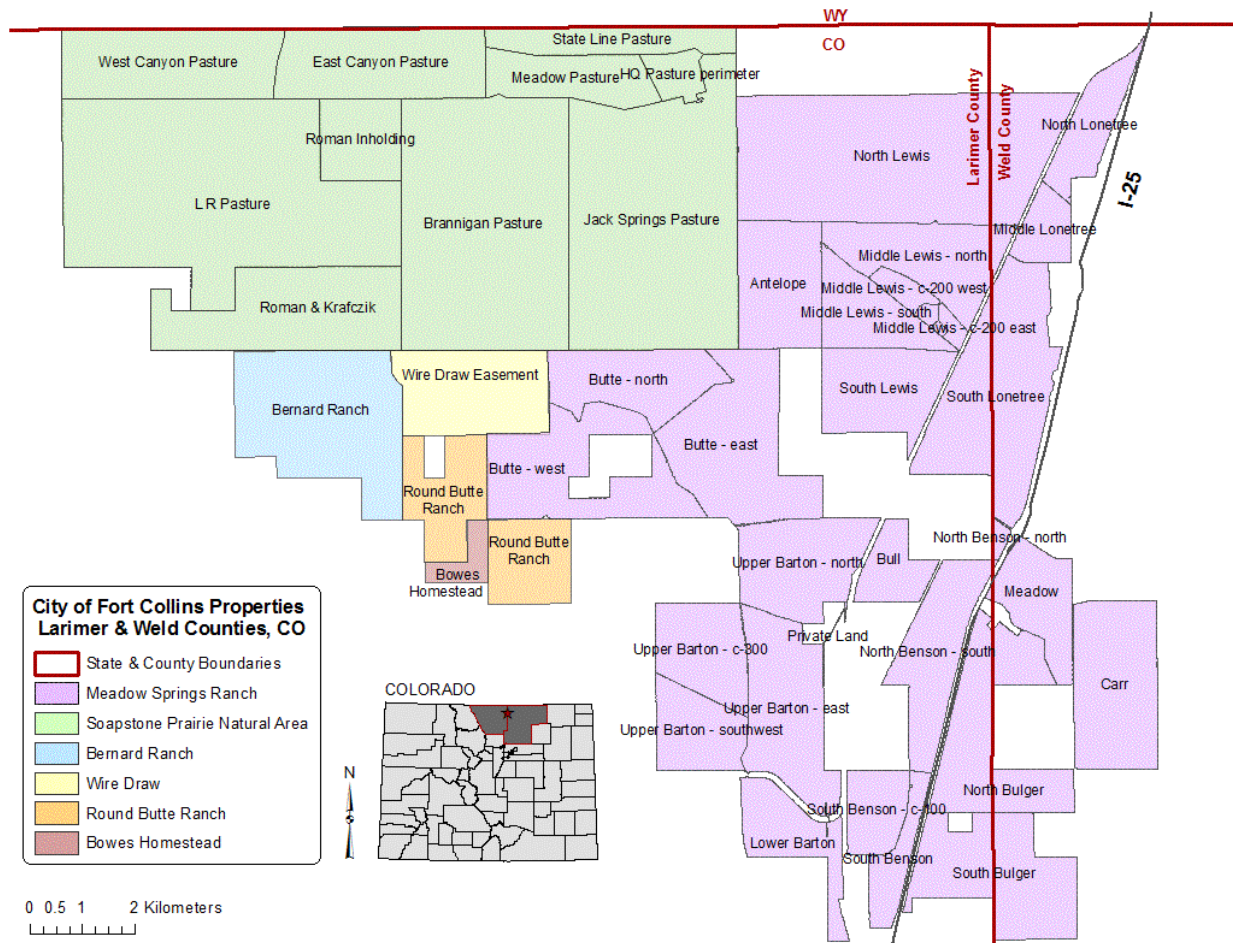 WY
CO
State Line Pasture
West Canyon Pasture
East Canyon Pasture
Meadow Pasture
HQ Pasture perimeter
Larimer County
Weld County
North Lonetree
Roman Inholding
North Lewis
I-25
L R Pasture
Brannigan Pasture
Jack Springs Pasture
Middle Lonetree
Middle Lewis - north
Antelope
Middle Lewis - c-200 west
Roman & Krafczik
Middle Lewis - south
Middle Lewis - c-200 east
Wire Draw Easement
Butte - north
South Lewis
South Lonetree
Bernard Ranch
Butte - east
Butte - west
Round Butte
Ranch
North Benson - north
Round Butte
Ranch
Upper Barton - north
Bull
Bowes
Homestead
Meadow
Private Land
Upper Barton - c-300
North Benson - south
Carr
Upper Barton - east
Upper Barton - southwest
North Bulger
South Benson - c-100
Lower Barton
South Benson
South Bulger
City of Fort Collins Properties
Larimer & Weld Counties, CO
State & County Boundaries
Meadow Springs Ranch
Soapstone Prairie Natural Area
Bernard Ranch
Wire Draw
Round Butte Ranch
Bowes Homestead
COLORADO
N
0 0.5 1 2 Kilometers